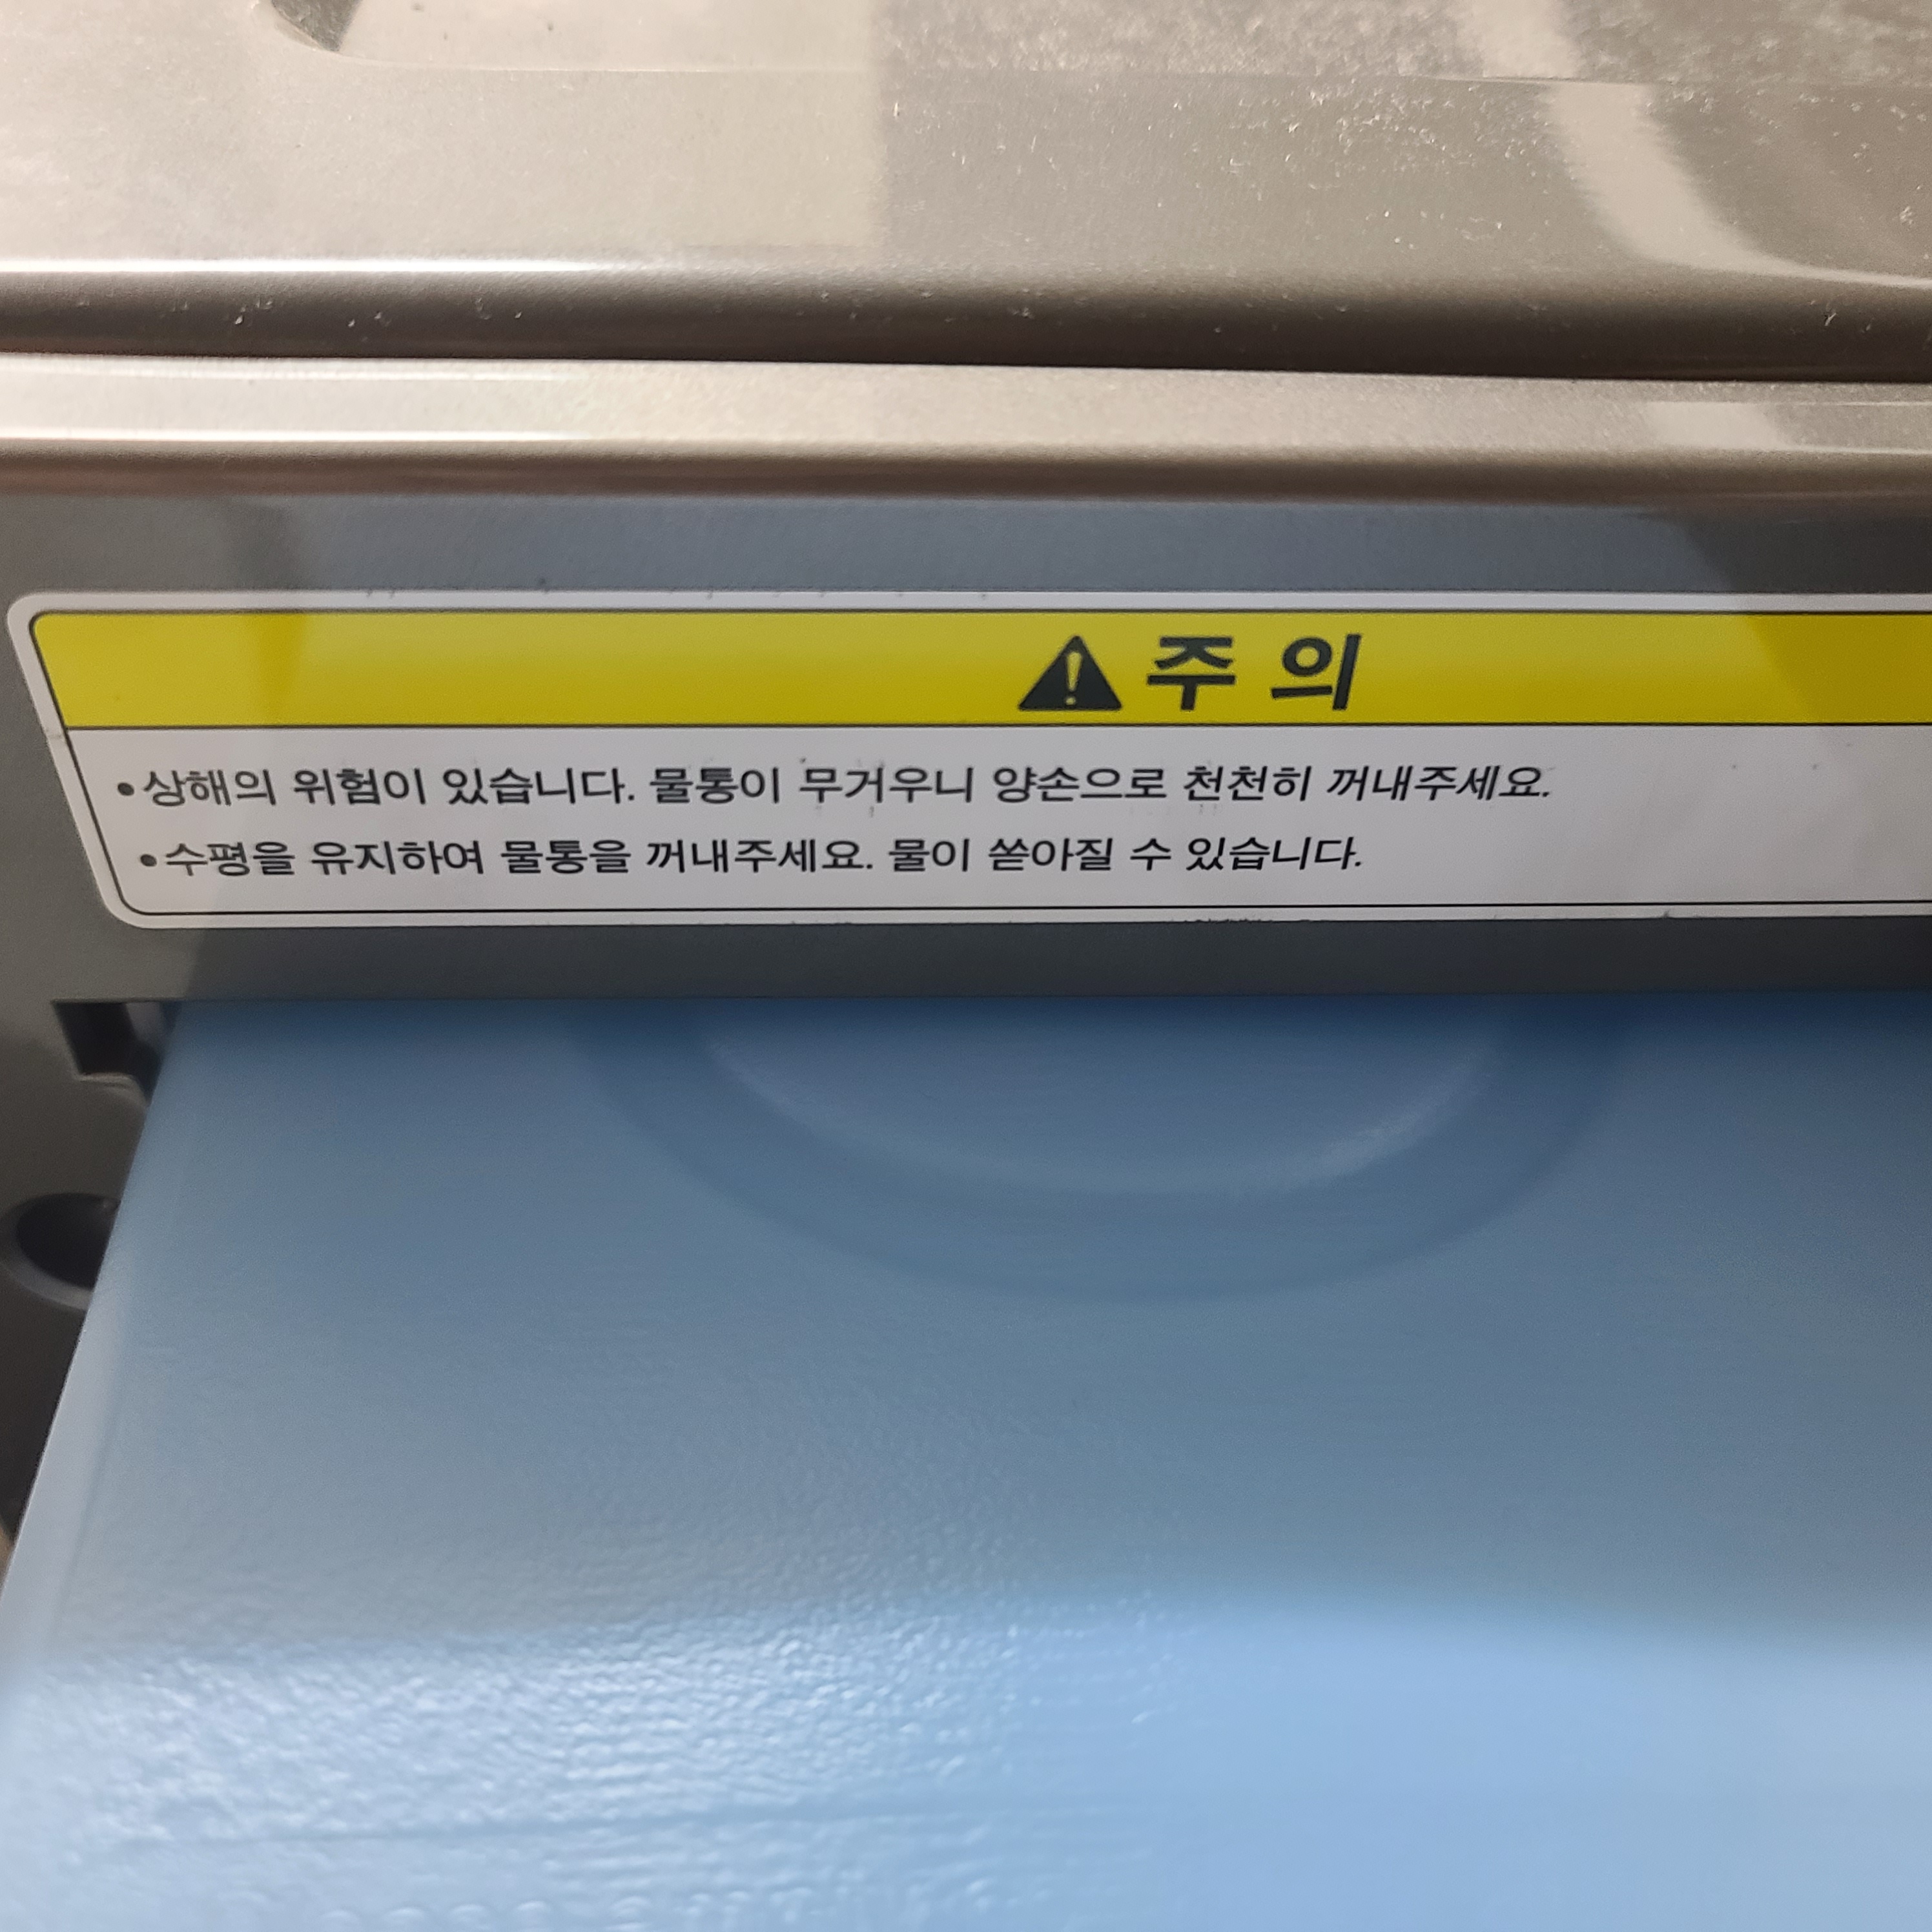 주 의
•상해의 위험이 있습니다. 물통이 무거우니 양손으로 천천히 꺼내주세요.
•수평을 유지하여 물통을 꺼내주세요. 물이 쏟아질 수 있습니다.